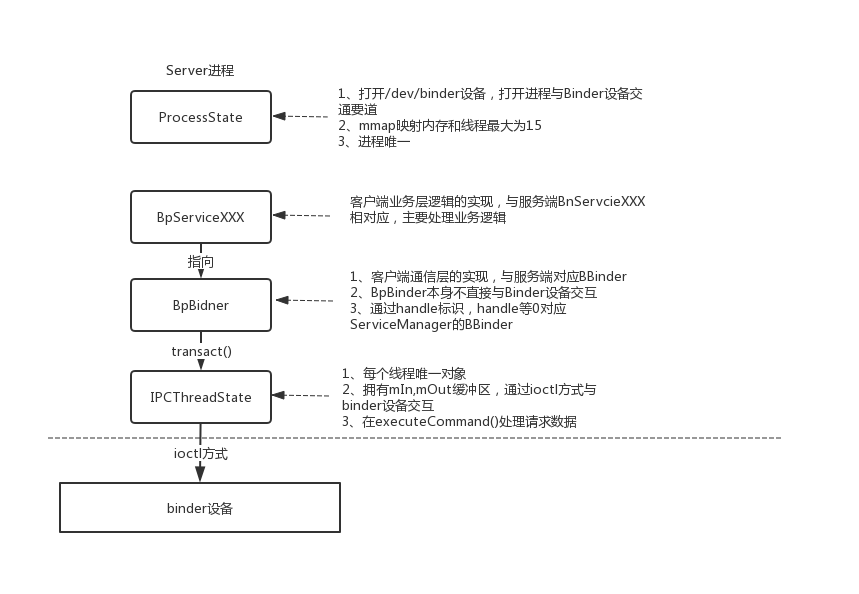 Server进程
ProcessState
1、打开/dev/binder设备，打开进程与Binder设备交
通要道
2、mmap映射内存和线程最大为15
3、进程唯一
BpServiceXXX
客户端业务层逻辑的实现，与服务端BnServcieXXX
相对应，主要处理业务逻辑
指向
BpBidner
1、客户端通信层的实现，与服务端对应BBinder
2、BpBinder本身不直接与Binder设备交互
3、通过handle标识，handle等0对应
ServiceManager的BBinder
transact()
IPCThreadState
1、每个线程唯一对象
2、拥有mIn,mOut缓冲区，通过ioctl方式与
binder设备交互
3、在executeCommand()处理请求数据
ioctl方式
binder设备